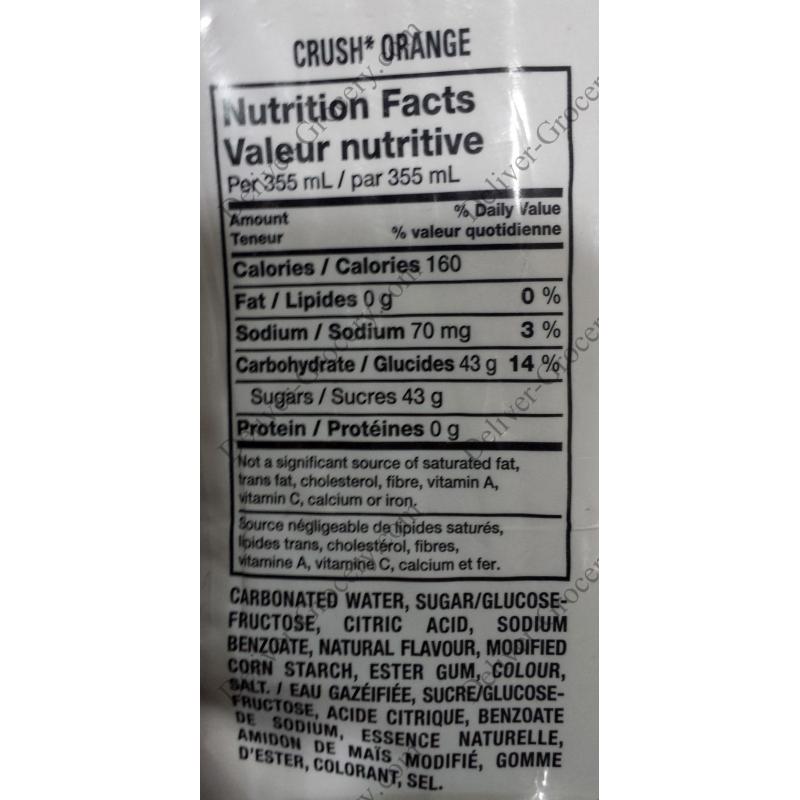 CRUSH* ORANGE
Nutrition Facts
Valeur nutritive
Per 355 mL / par 355 mL
Amount % Daily Value
Teneur % valeur quotidienne
Calories / Calories 160
Fat / Lipides 0 g 0 %
Sodium / Sodium 70 mg 3 %
Carbohydrate / Glucides 43 g 14 %
Sugars / Sucres 43 g
Protein / Protéines 0 g
Not a significant source of saturated fat,
trans fat, cholesterol, fibre, vitamin A,
vitamin C, calcium or iron.
Source négligeable de lipides saturés,
lipides trans, cholestérol, fibres,
vitamine A, vitamine C, calcium et fer.
CARBONATED WATER, SUGAR/GLUCOSE-
FRUCTOSE, CITRIC ACID, SODIUM
BENZOATE, NATURAL FLAVOUR, MODIFIED
CORN STARCH, ESTER GUM, COLOUR,
SALT. / EAU GAZÉIFIÉE, SUCRE/GLUCOSE-
FRUCTOSE, ACIDE CITRIQUE, BENZOATE
DE SODIUM, ESSENCE NATURELLE,
AMIDON DE MAÏS MODIFIÉ, GOMME
D'ESTER, COLORANT, SEL.
Deliver-Grocery.com